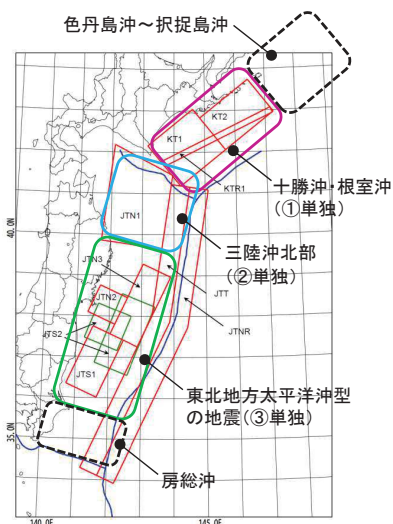 色丹島沖～択捉島沖
KT2
KT1
KTR1
十勝沖・根室沖
(①単独)
JTN1
40.0N
三陸沖北部
(②単独)
JTN3
JTT
JTN2
JTNR
JTS2
JTS1
東北地方太平洋沖型
の地震(③単独)
35.0N
房総沖
140.0E
145.0E